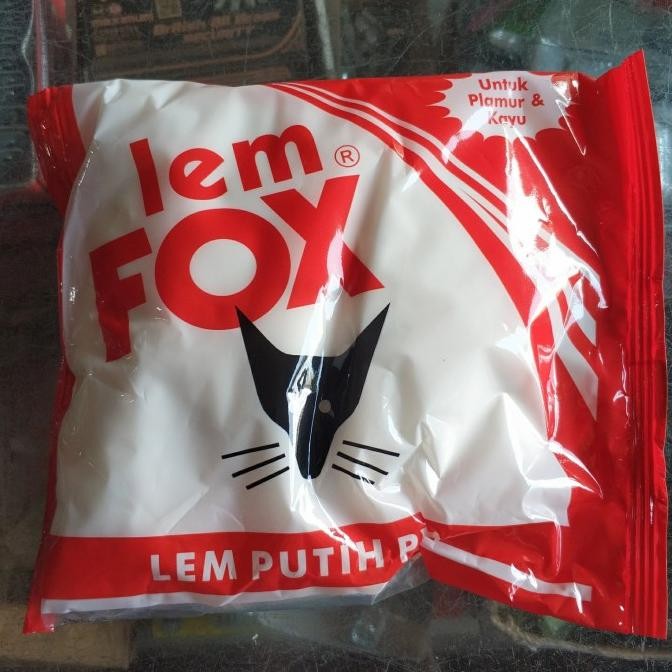 Untuk
Plamur &
Kayu
lem
FOX®
LEM PUTIH